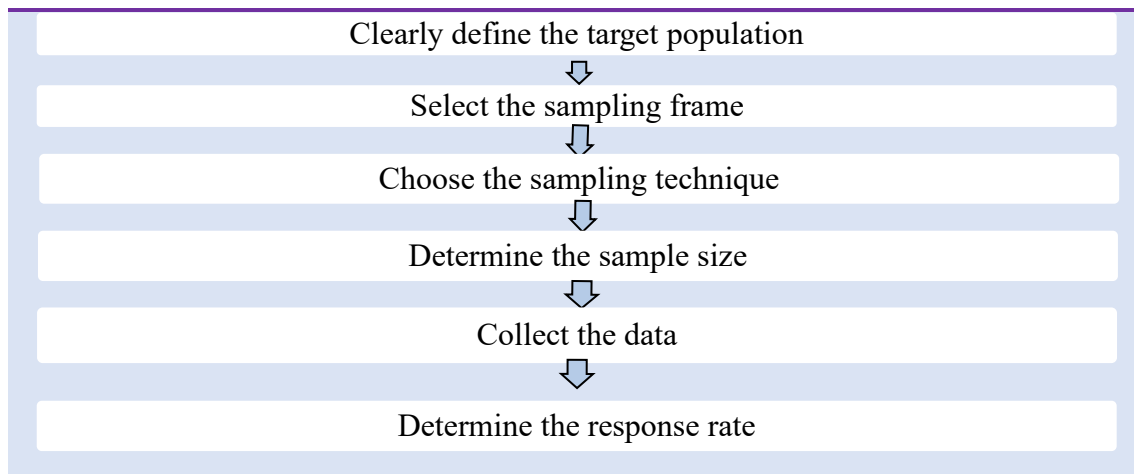 Clearly define the target population
Select the sampling frame
Choose the sampling technique
Determine the sample size
Collect the data
Determine the response rate